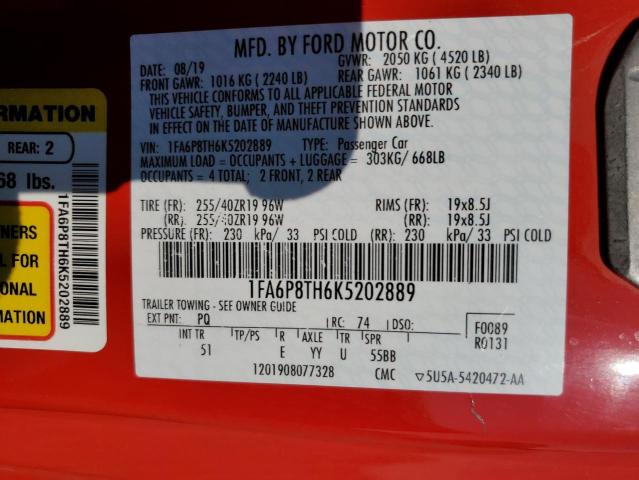 ORMATION
REAR: 2
68 lbs.
NERS
L FOR
ONAL
MATION
1FA6P8TH6K5202889
MFD. BY FORD MOTOR CO.
DATE: 08/19
GVWR: 2050 KG ( 4520 LB)
FRONT GAWR: 1016 KG ( 2240 LB)
REAR GAWR: 1061 KG ( 2340 LB)
THIS VEHICLE CONFORMS TO ALL APPLICABLE FEDERAL MOTOR
VEHICLE SAFETY, BUMPER, AND THEFT PREVENTION STANDARDS
IN EFFECT ON THE DATE OF MANUFACTURE SHOWN ABOVE.
VIN: 1FA6P8TH6K5202889 TYPE: Passenger Car
MAXIMUM LOAD = OCCUPANTS + LUGGAGE = 303KG/ 668LB
OCCUPANTS = 4 TOTAL; 2 FRONT, 2 REAR
TIRE (FR): 255/40ZR19 96W RIMS (FR): 19x8.5J
(RR): 255/40ZR19 96W (RR): 19x8.5J
PRESSURE (FR): 230 kPa/ 33 PSI COLD (RR): 230 kPa/ 33 PSI COLD
1FA6P8TH6K5202889
TRAILER TOWING - SEE OWNER GUIDE
EXT PNT: PQ RC: 74 DSO:
F0089
R0131
INT TR TP/PS R AXLE TR SPR
51 E YY U 55BB
1201908077328 CMC ▽5U5A-5420472-AA